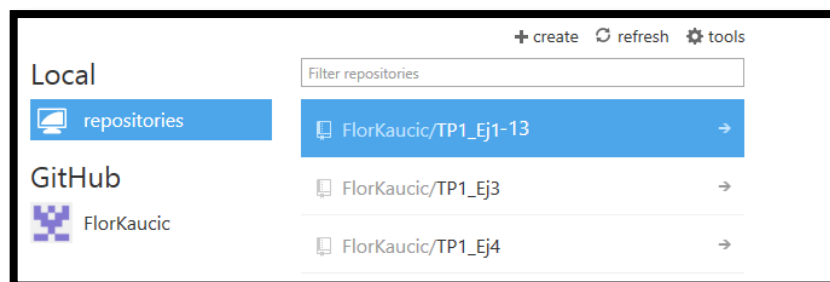 create refresh tools
Local
Filter repositories
repositories
FlorKaucic/TP1_Ej1-13
GitHub
FlorKaucic/TP1_Ej3
FlorKaucic
FlorKaucic/TP1_Ej4